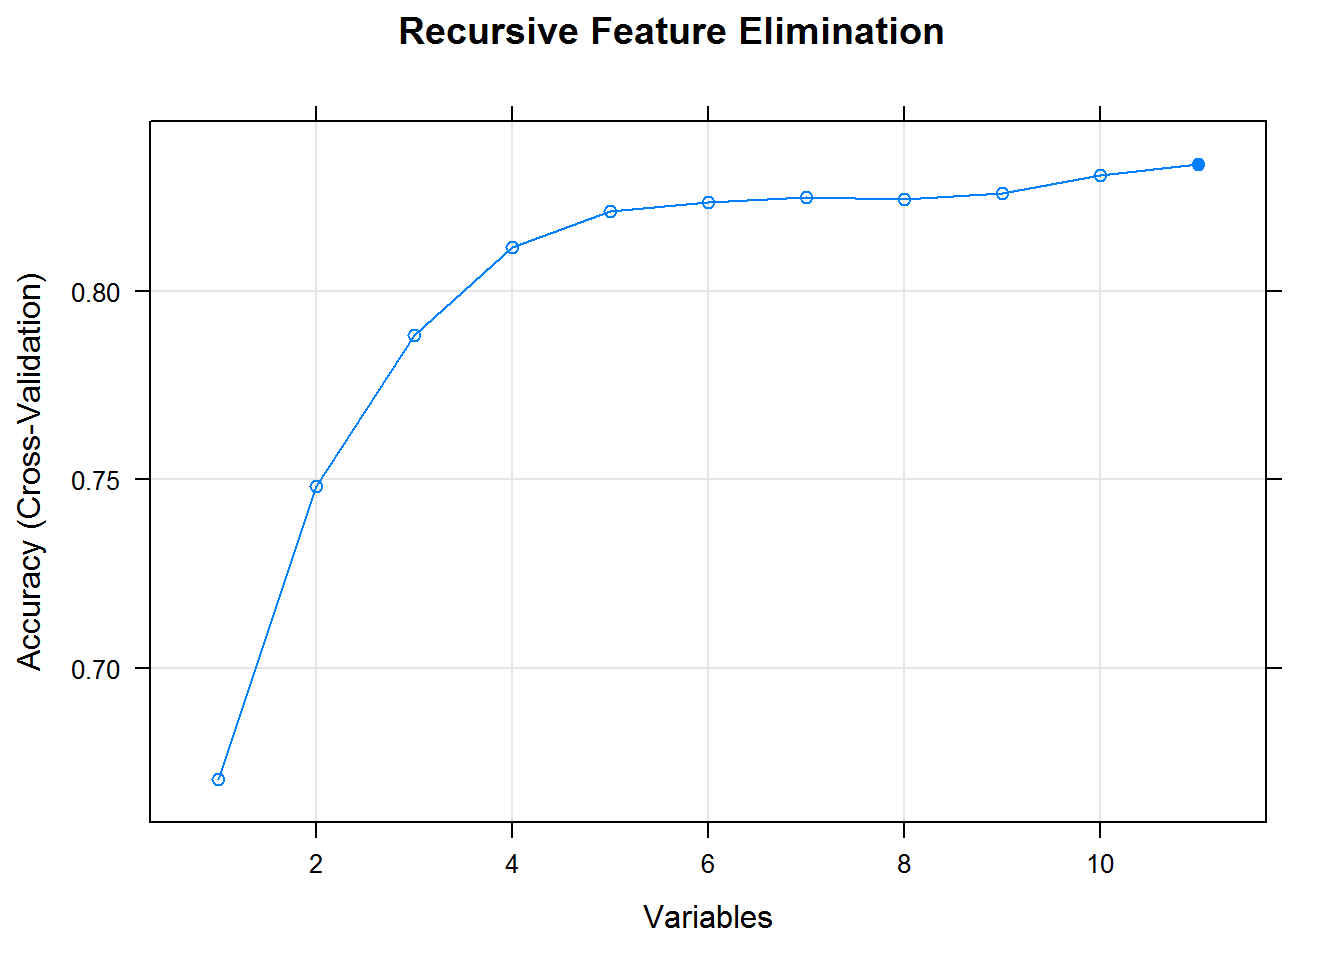 Recursive Feature Elimination
Accuracy (Cross-Validation)
0.80
0.75
0.70
2 4 6 8 10
Variables